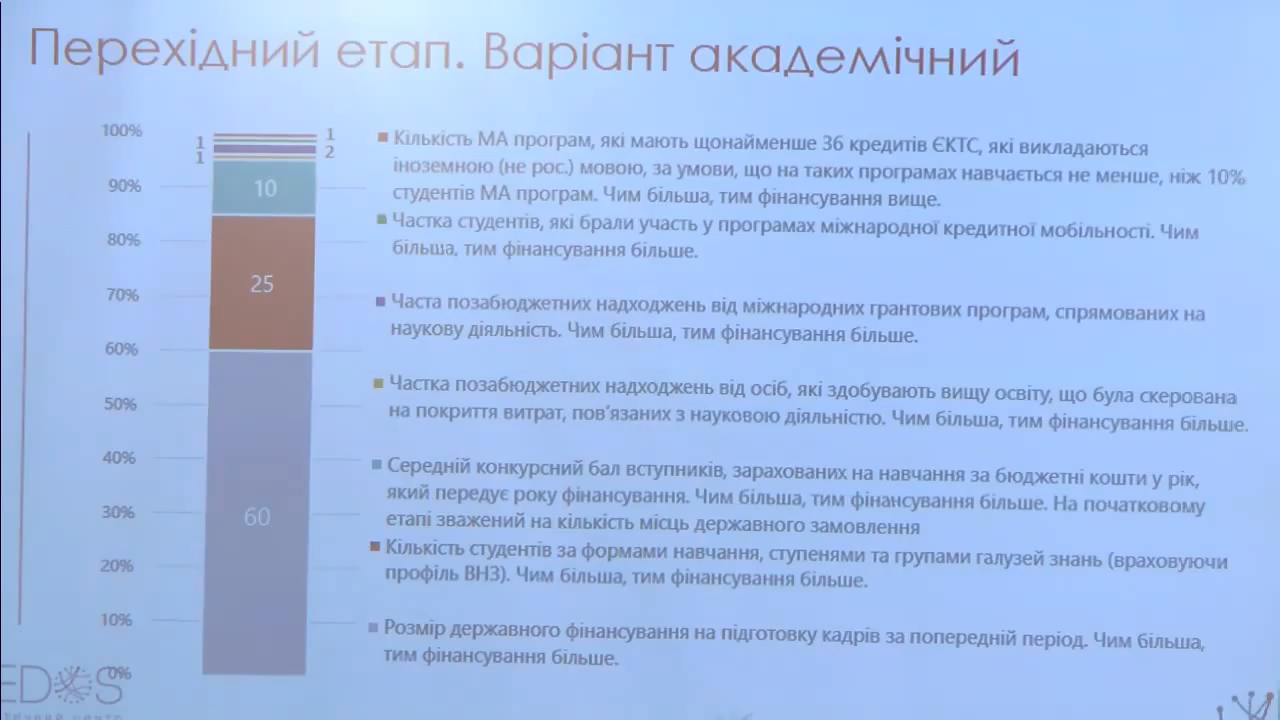 Перехідний етап. Варіант академічний
100%
90%
80%
70%
60%
50%
40%
30%
20%
10%
0%
1
1
1
2
10
25
60
Кількість МА програм, які мають щонайменше 36 кредитів ЄКТС, які викладаються
іноземною (не рос.) мовою, за умови, що на таких програмах навчається не менше, ніж 10%
студентів МА програм. Чим більша, тим фінансування вище.
Частка студентів, які брали участь у програмах міжнародної кредитної мобільності. Чим
більша, тим фінансування більше.
Часта позабюджетних надходжень від міжнародних грантових програм, спрямованих на
наукову діяльність. Чим більша, тим фінансування більше.
Частка позабюджетних надходжень від осіб, які здобувають вищу освіту, що була скерована
на покриття витрат, пов’язаних з науковою діяльністю. Чим більша, тим фінансування більше.
Середній конкурсний бал вступників, зарахованих на навчання за бюджетні кошти у рік,
який передує року фінансування. Чим більша, тим фінансування більше. На початковому
етапі зважений на кількість місць державного замовлення
Кількість студентів за формами навчання, ступенями та групами галузей знань (враховуючи
профіль ВНЗ). Чим більша, тим фінансування більше.
Розмір державного фінансування на підготовку кадрів за попередній період. Чим більша,
тим фінансування більше.
EDOS